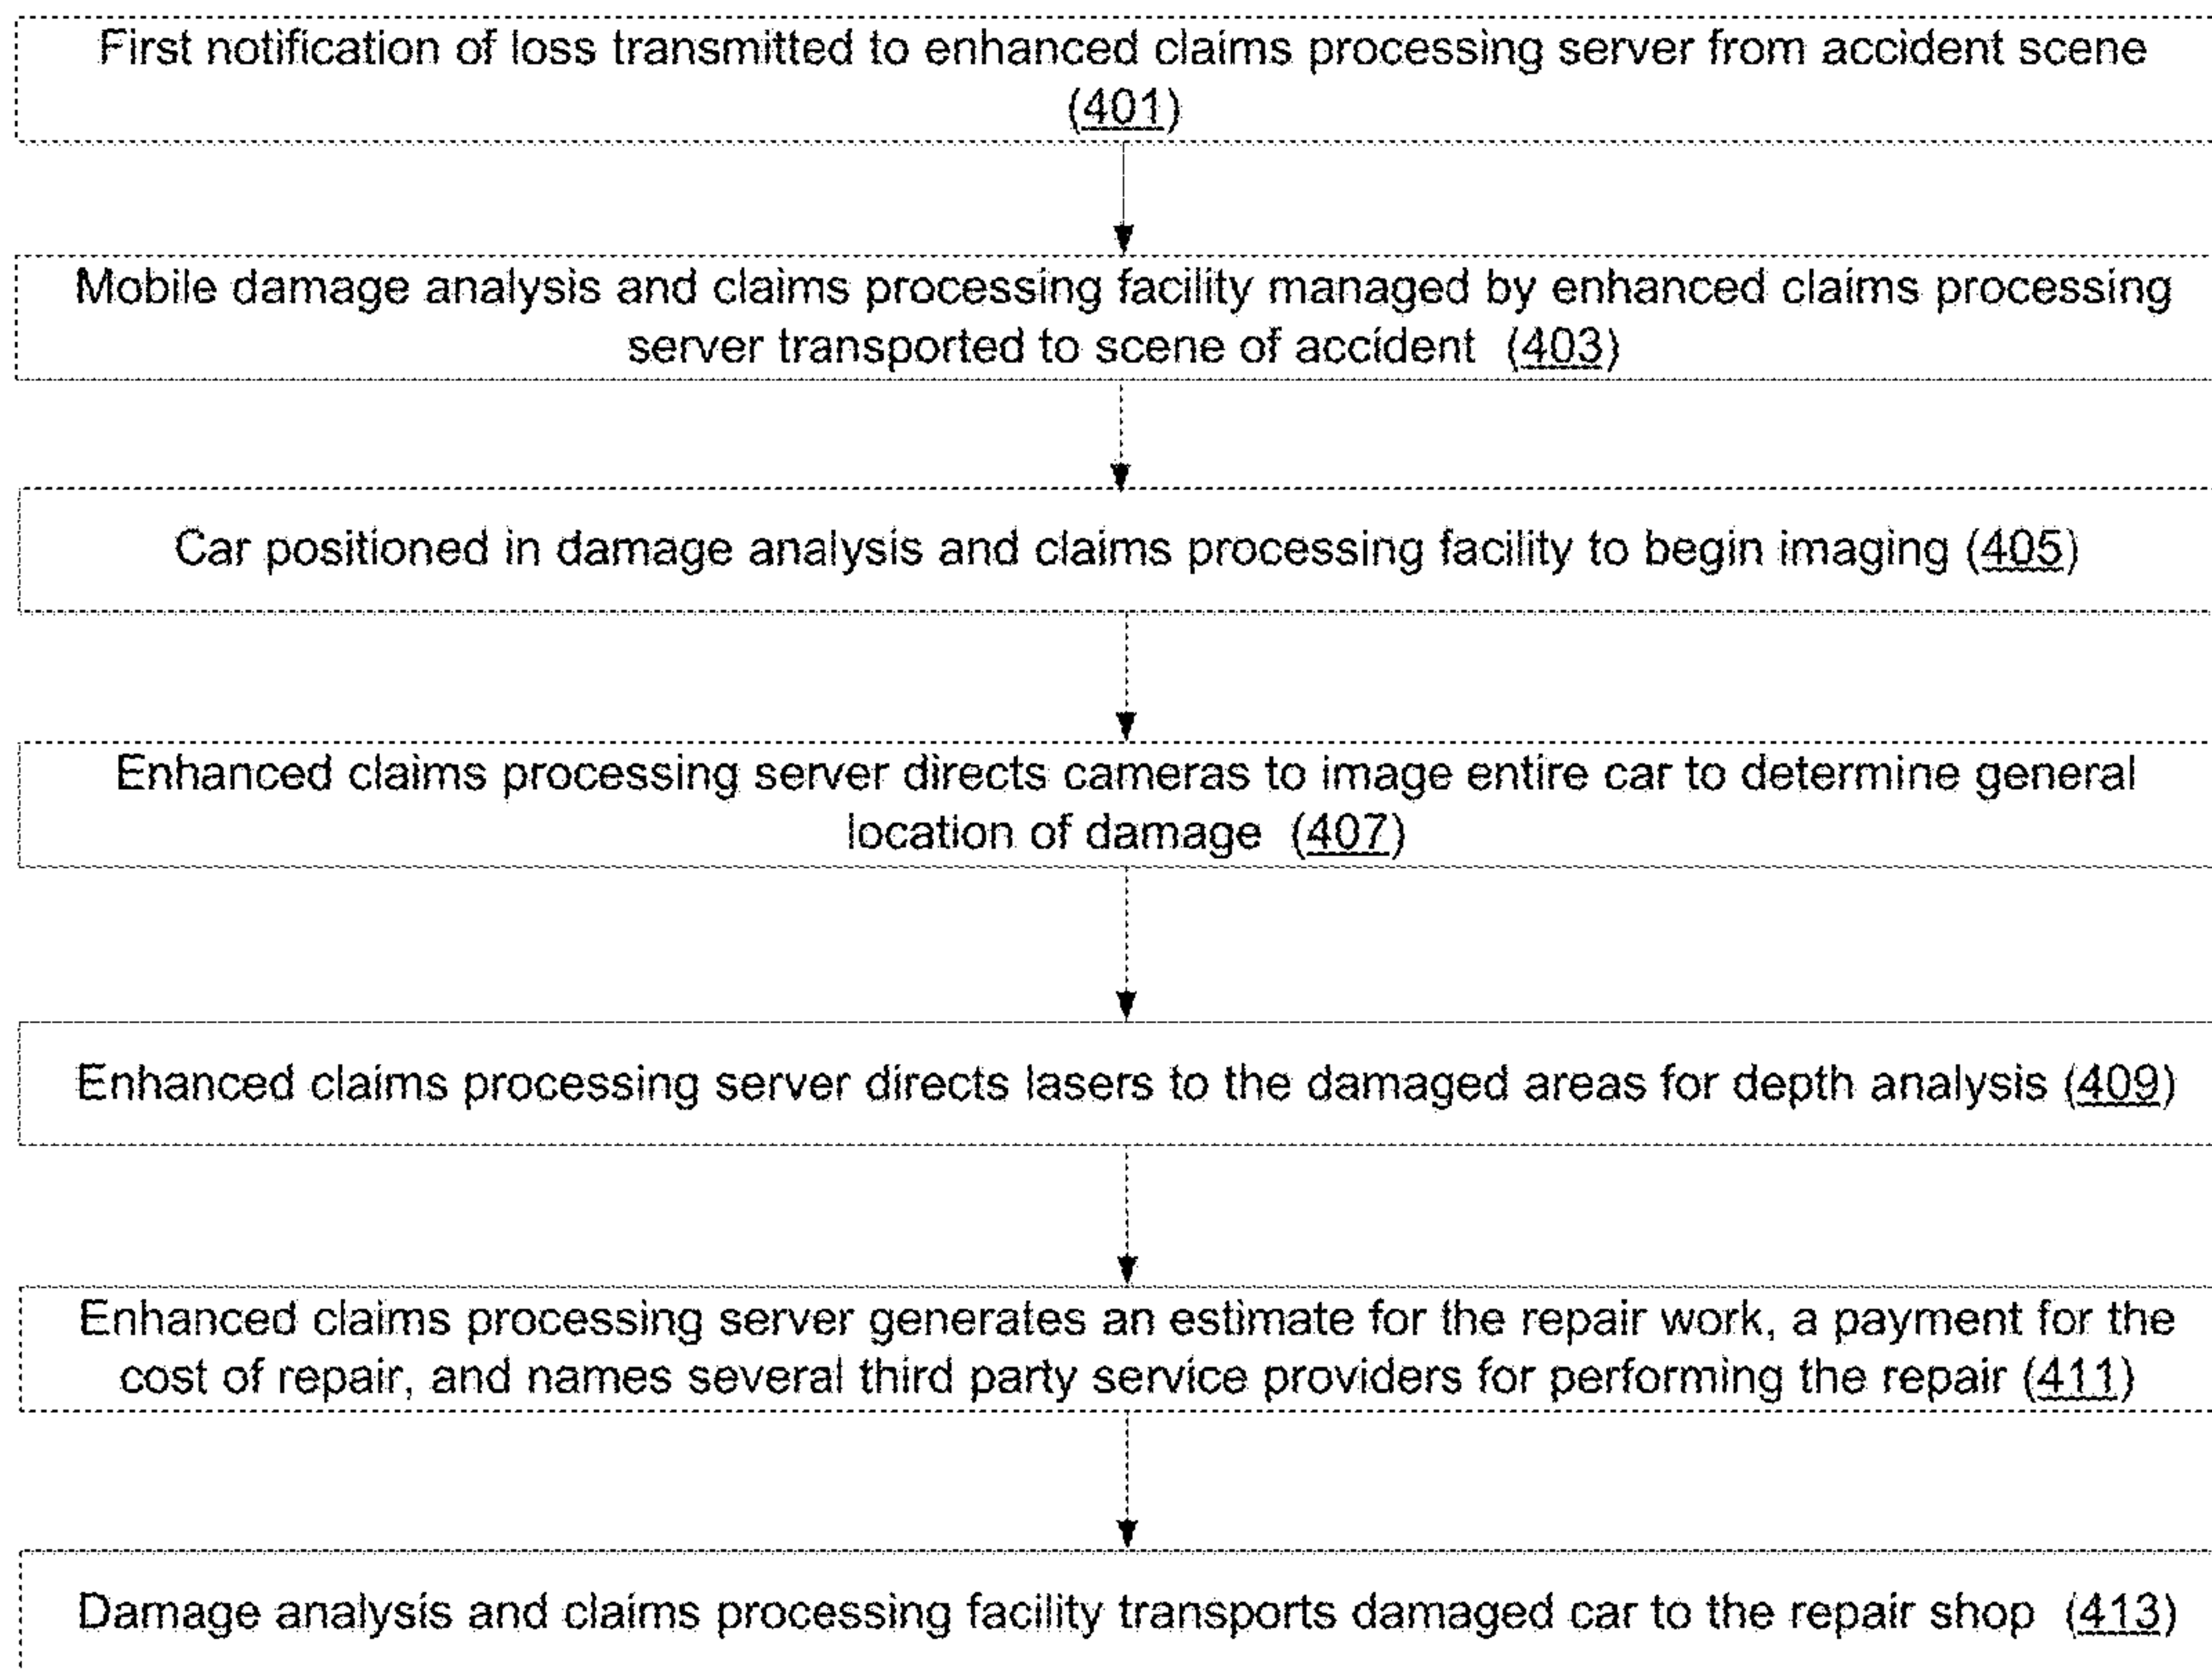 First notification of loss transmitted to enhanced claims processing server from accident scene
(401)
Mobile damage analysis and claims processing facility managed by enhanced claims processing
server transported to scene of accident (403)
Car positioned in damage analysis and claims processing facility to begin imaging (405)
Enhanced claims processing server directs cameras to image entire car to determine general
location of damage (407)
Enhanced claims processing server directs lasers to the damaged areas for depth analysis (409)
Enhanced claims processing server generates an estimate for the repair work, a payment for the
cost of repair, and names several third party service providers for performing the repair (411)
Damage analysis and claims processing facility transports damaged car to the repair shop (413)